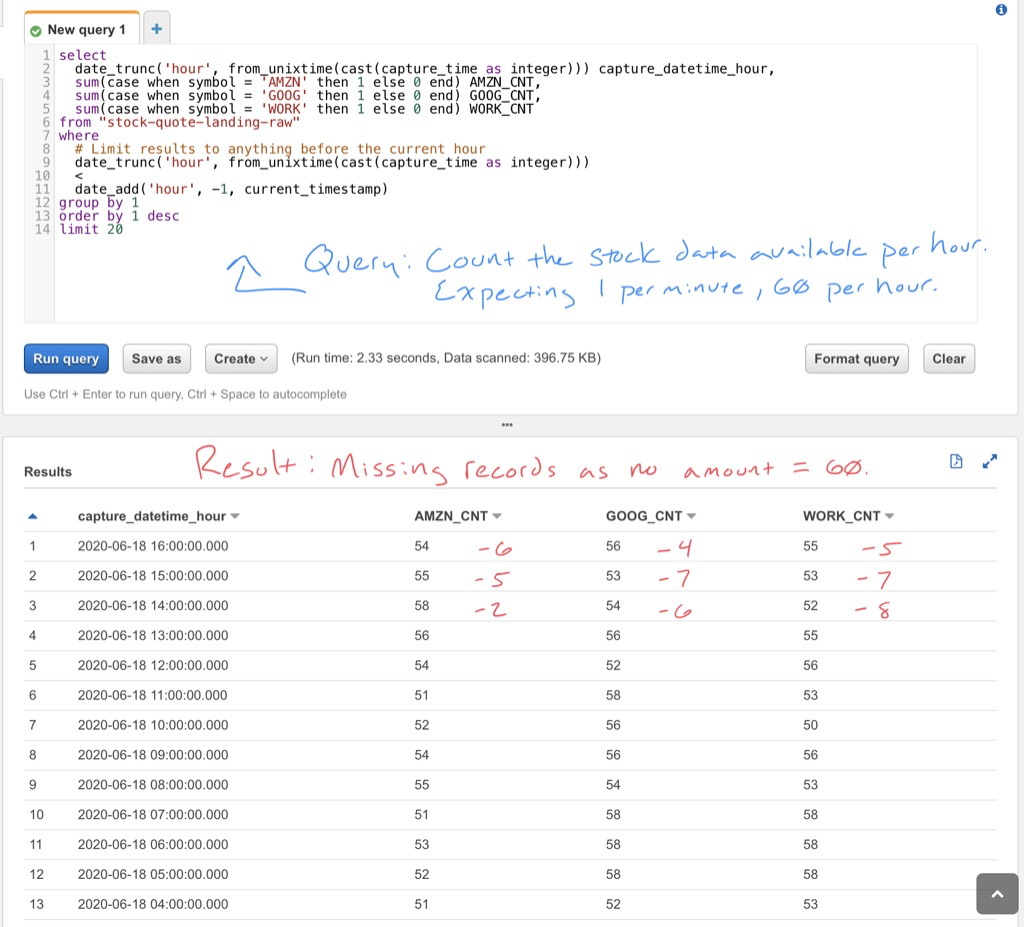 New query 1
+
1 select
2 date_trunc('hour', from_unixtime(cast(capture_time as integer))) capture_datetime_hour,
3 sum(case when symbol = 'AMZN' then 1 else 0 end) AMZN_CNT,
4 sum(case when symbol = 'GOOG' then 1 else 0 end) GOOG_CNT,
5 sum(case when symbol = 'WORK' then 1 else 0 end) WORK_CNT
6 from "stock-quote-landing-raw"
7 where
8 # Limit results to anything before the current hour
9 date_trunc('hour', from_unixtime(cast(capture_time as integer)))
10 <
11 date_add('hour', -1, current_timestamp)
12 group by 1
13 order by 1 desc
14 limit 20
Query: Count the stock data available per hour.
Expecting 1 per minute, 60 per hour.
Run query Save as Create (Run time: 2.33 seconds, Data scanned: 396.75 KB) Format query Clear
Use Ctrl + Enter to run query, Ctrl + Space to autocomplete
Results Result: Missing records as no amount = 60.
capture_datetime_hour AMZN_CNT GOOG_CNT WORK_CNT
1 2020-06-18 16:00:00.000 54 -6 56 -4 55 -5
2 2020-06-18 15:00:00.000 55 -5 53 -7 53 -7
3 2020-06-18 14:00:00.000 58 -2 54 -6 52 -8
4 2020-06-18 13:00:00.000 56 56 55
5 2020-06-18 12:00:00.000 54 52 56
6 2020-06-18 11:00:00.000 51 58 53
7 2020-06-18 10:00:00.000 52 56 50
8 2020-06-18 09:00:00.000 54 56 56
9 2020-06-18 08:00:00.000 55 54 53
10 2020-06-18 07:00:00.000 51 58 58
11 2020-06-18 06:00:00.000 53 58 58
12 2020-06-18 05:00:00.000 52 58 58
13 2020-06-18 04:00:00.000 51 52 53